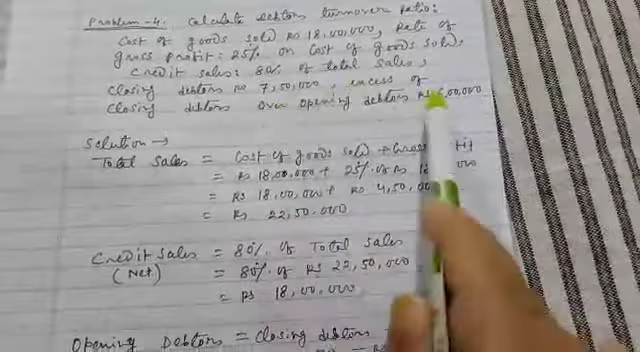 Problem-4. Calculate debtors turnover ratio:
Cost of goods sold Rs 18,00,000, Rate of
gross profit: 25% on Cost of goods sold,
Credit sales: 80% of total sales,
Closing debtors Rs 7,50,000, excess of
Closing debtors over opening debtors Rs ,00,000
Solution →
Total Sales = Cost of goods sold + Gross
= Rs 18,00,000 + 25% of Rs 18
= Rs 18,00,000 + Rs 4,50,00
= Rs 22,50,000
Credit Sales = 80% of Total Sales
(Net) = 80% of Rs 22,50,000
= Rs 18,00,000
Opening Debtors = Closing debtors